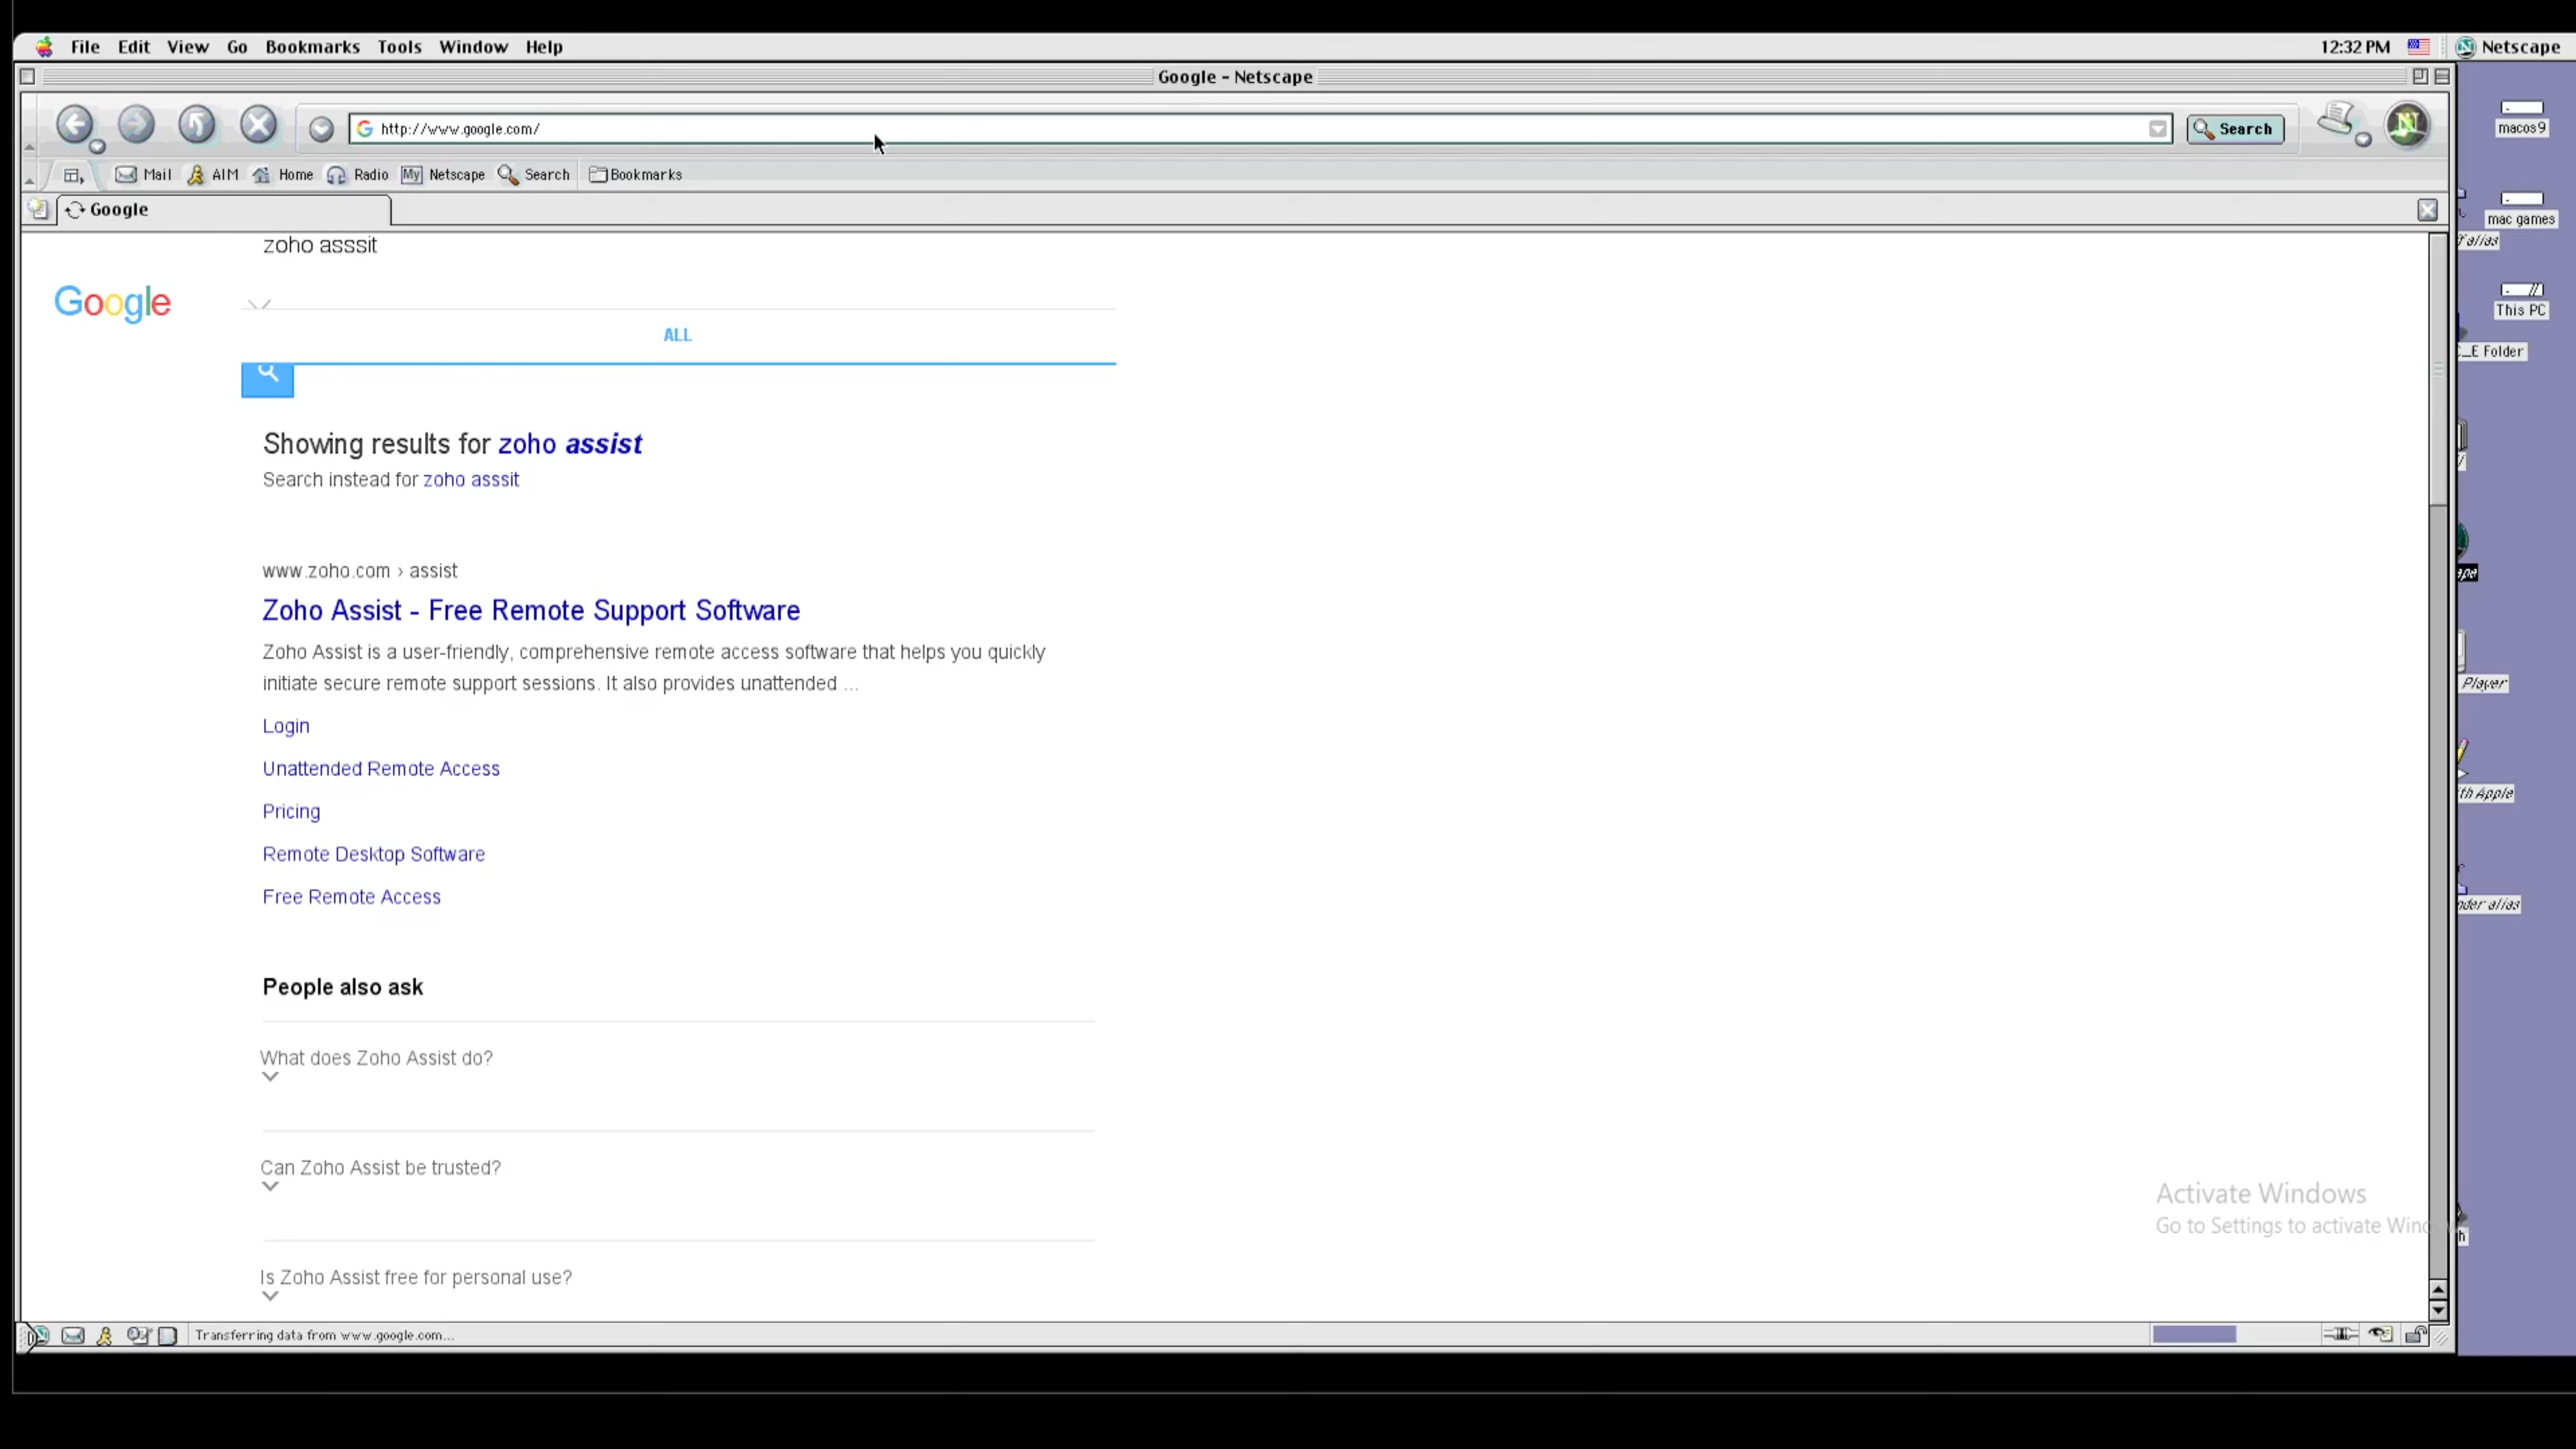 File Edit View Go Bookmarks Tools Window Help
12:32 PM
Netscape
Google - Netscape
http://www.google.com/
Search
Mail AIM Home Radio My Netscape Search Bookmarks
Google
zoho asssit
Google
ALL
Showing results for zoho assist
Search instead for zoho asssit
www.zoho.com › assist
Zoho Assist - Free Remote Support Software
Zoho Assist is a user-friendly, comprehensive remote access software that helps you quickly
initiate secure remote support sessions. It also provides unattended ...
Login
Unattended Remote Access
Pricing
Remote Desktop Software
Free Remote Access
People also ask
What does Zoho Assist do?
Can Zoho Assist be trusted?
Is Zoho Assist free for personal use?
Transferring data from www.google.com...
macos9
mac games
alias
This PC
_E Folder
Player
th Apple
alias
Activate Windows
Go to Settings to activate